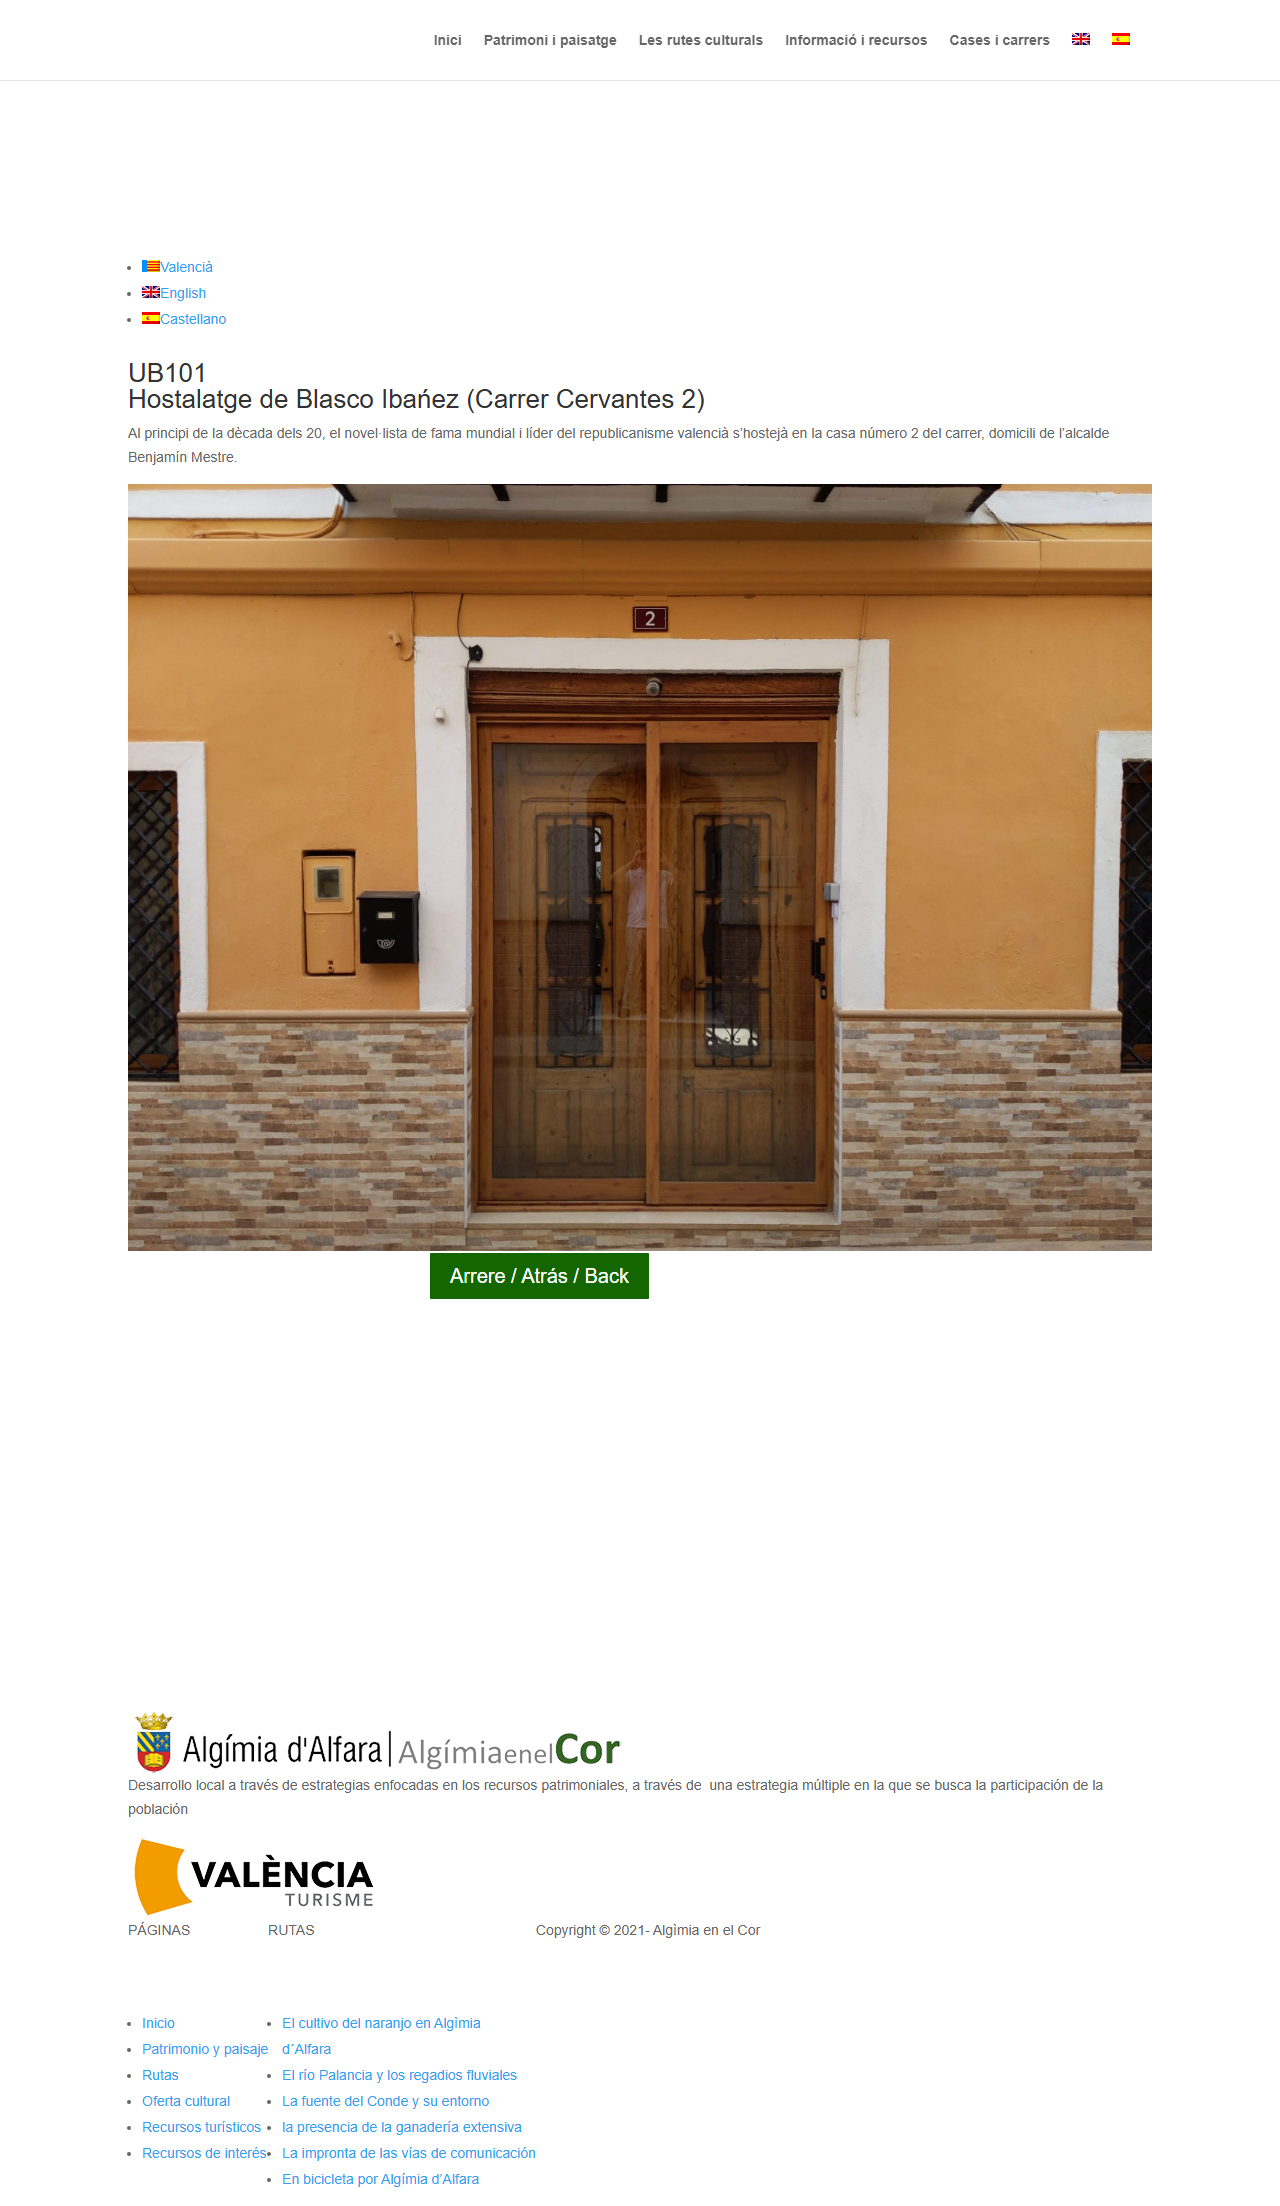 Inici Patrimoni i paisatge Les rutes culturals Informació i recursos Cases i carrers
Valencià
English
Castellano
UB101
Hostalatge de Blasco Ibańez (Carrer Cervantes 2)
Al principi de la dècada dels 20, el novel·lista de fama mundial i líder del republicanisme valencià s’hostejà en la casa número 2 del carrer, domicili de l’alcalde
Benjamín Mestre.
2
Arrere / Atrás / Back
Algímia d'Alfara AlgímiaenelCor
Desarrollo local a través de estrategias enfocadas en los recursos patrimoniales, a través de una estrategia múltiple en la que se busca la participación de la
población
VALÈNCIA
TURISME
PÁGINAS
Inicio
Patrimonio y paisaje
Rutas
Oferta cultural
Recursos turísticos
Recursos de interés
RUTAS
El cultivo del naranjo en Algìmia
d´Alfara
El río Palancia y los regadios fluviales
La fuente del Conde y su entorno
la presencia de la ganadería extensiva
La impronta de las vías de comunicación
En bicicleta por Algímia d’Alfara
Copyright © 2021- Algìmia en el Cor